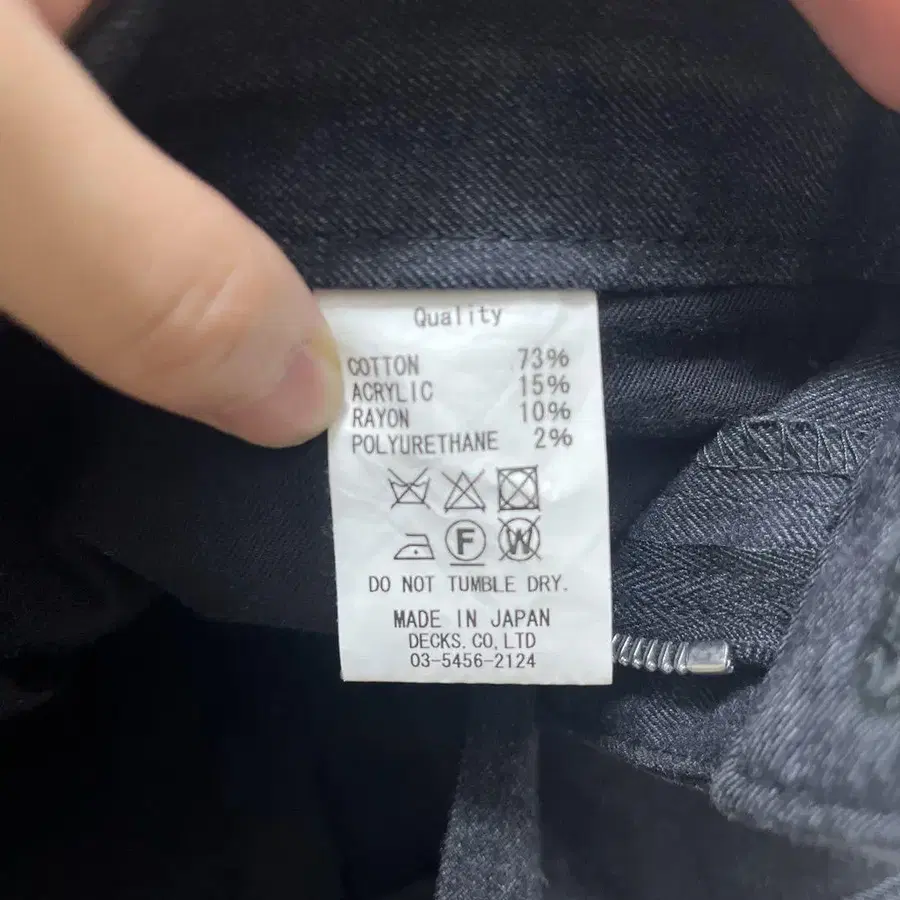 Quality
COTTON 73%
ACRYLIC 15%
RAYON 10%
POLYURETHANE 2%
F W
DO NOT TUMBLE DRY.
MADE IN JAPAN
DECKS.CO,LTD
03-5456-2124